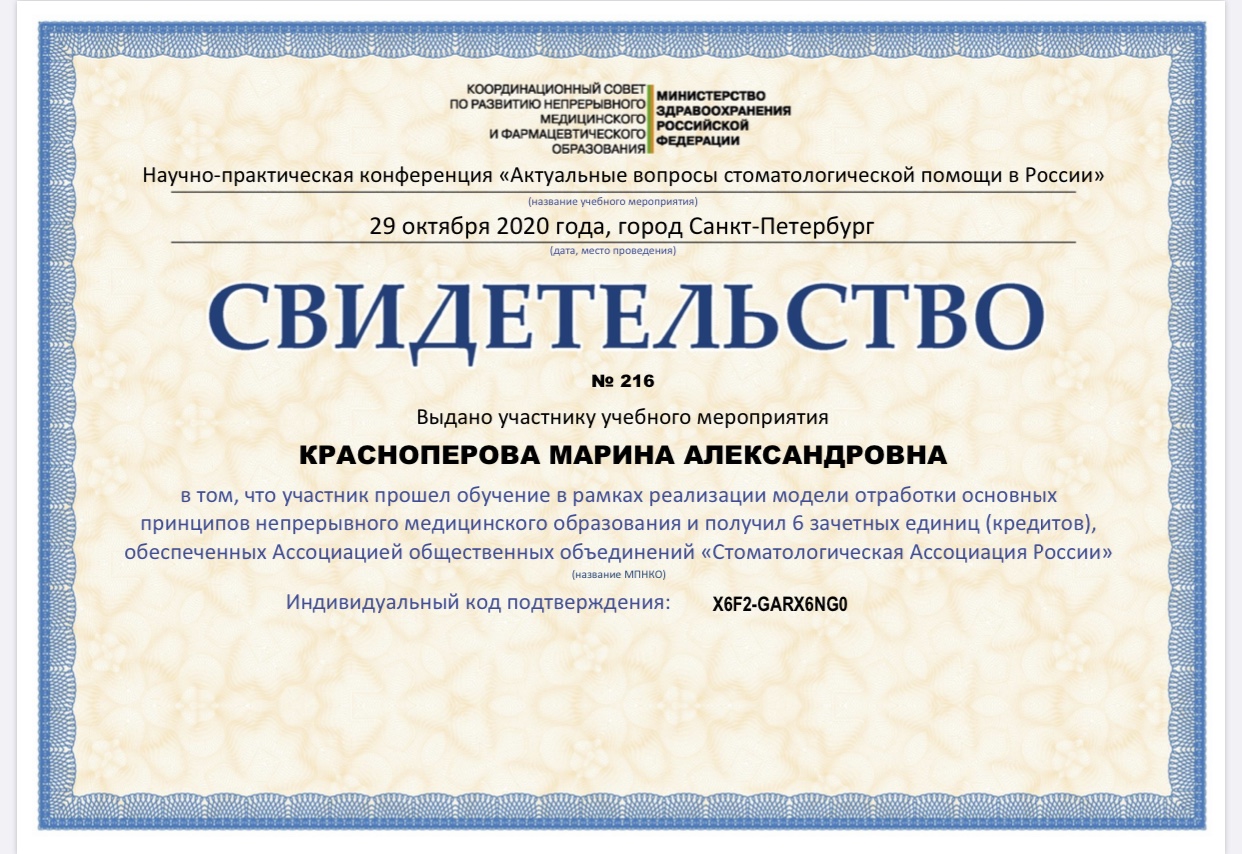 КООРДИНАЦИОННЫЙ СОВЕТ
ПО РАЗВИТИЮ НЕПРЕРЫВНОГО
МЕДИЦИНСКОГО
И ФАРМАЦЕВТИЧЕСКОГО
ОБРАЗОВАНИЯ
МИНИСТЕРСТВО
ЗДРАВООХРАНЕНИЯ
РОССИЙСКОЙ
ФЕДЕРАЦИИ
Научно-практическая конференция «Актуальные вопросы стоматологической помощи в России»
(название учебного мероприятия)
29 октября 2020 года, город Санкт-Петербург
(дата, место проведения)
СВИДЕТЕЛЬСТВО
№ 216
Выдано участнику учебного мероприятия
КРАСНОПЕРОВА МАРИНА АЛЕКСАНДРОВНА
в том, что участник прошел обучение в рамках реализации модели отработки основных
принципов непрерывного медицинского образования и получил 6 зачетных единиц (кредитов),
обеспеченных Ассоциацией общественных объединений «Стоматологическая Ассоциация России»
(название МПНКО)
Индивидуальный код подтверждения: X6F2-GARX6NG0